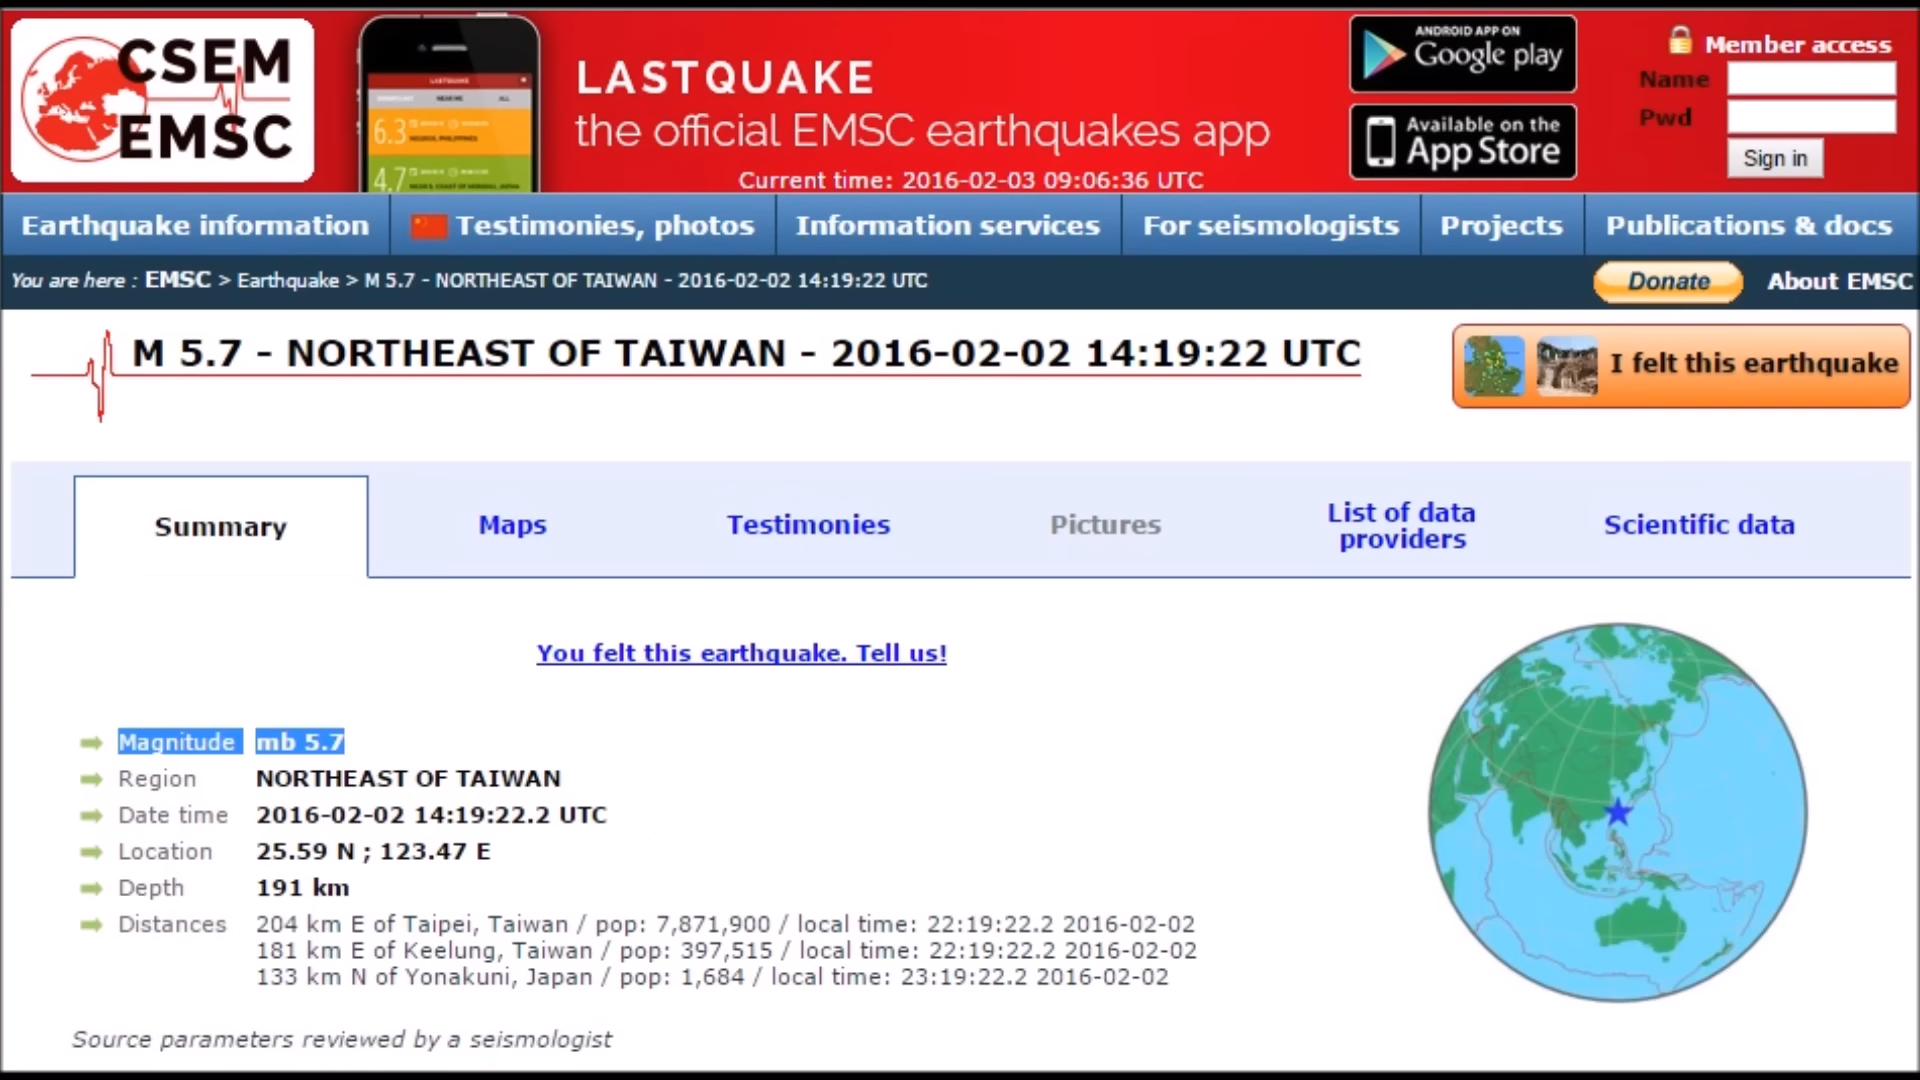 CSEM
EMSC
LASTQUAKE
6.3
4.7
LASTQUAKE
the official EMSC earthquakes app
Current time: 2016-02-03 09:06:36 UTC
ANDROID APP ON
Google play
Available on the
App Store
Member access
Name
Pwd
Sign in
Earthquake information
Testimonies, photos
Information services
For seismologists
Projects
Publications & docs
You are here : EMSC > Earthquake > M 5.7 - NORTHEAST OF TAIWAN - 2016-02-02 14:19:22 UTC
Donate
About EMSC
M 5.7 - NORTHEAST OF TAIWAN - 2016-02-02 14:19:22 UTC
I felt this earthquake
Summary
Maps
Testimonies
Pictures
List of data
providers
Scientific data
You felt this earthquake. Tell us!
Magnitude mb 5.7
Region NORTHEAST OF TAIWAN
Date time 2016-02-02 14:19:22.2 UTC
Location 25.59 N ; 123.47 E
Depth 191 km
Distances 204 km E of Taipei, Taiwan / pop: 7,871,900 / local time: 22:19:22.2 2016-02-02
181 km E of Keelung, Taiwan / pop: 397,515 / local time: 22:19:22.2 2016-02-02
133 km N of Yonakuni, Japan / pop: 1,684 / local time: 23:19:22.2 2016-02-02
Source parameters reviewed by a seismologist